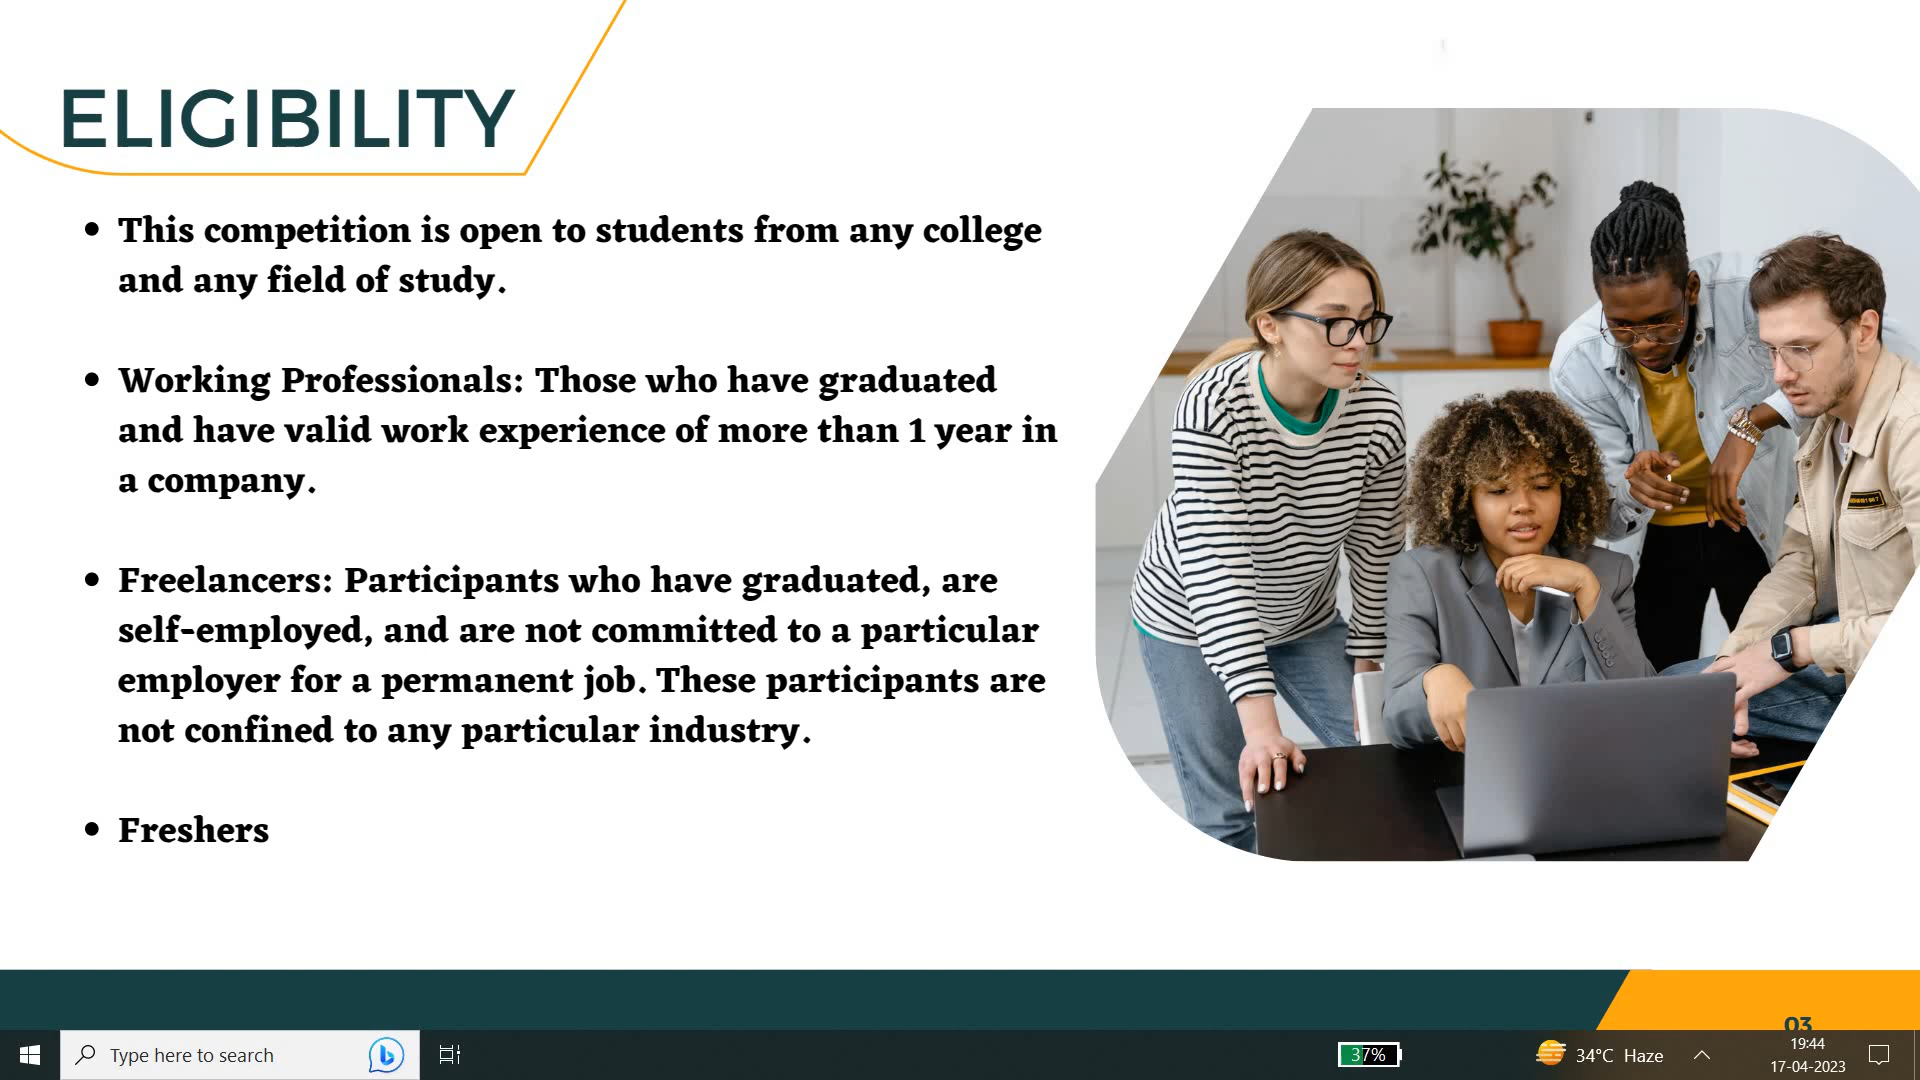 ELIGIBILITY
• This competition is open to students from any college
and any field of study.
• Working Professionals: Those who have graduated
and have valid work experience of more than 1 year in
a company.
• Freelancers: Participants who have graduated, are
self-employed, and are not committed to a particular
employer for a permanent job. These participants are
not confined to any particular industry.
• Freshers
03
Type here to search
37%
34°C Haze
19:44
17-04-2023